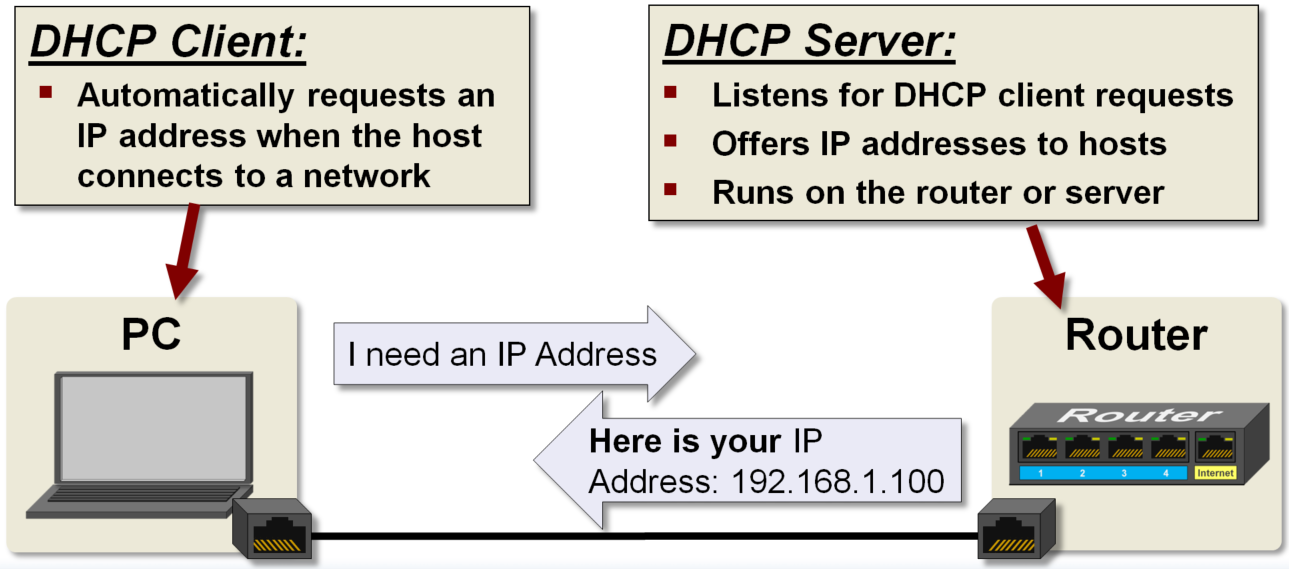 DHCP Client:
▪ Automatically requests an
IP address when the host
connects to a network
DHCP Server:
▪ Listens for DHCP client requests
▪ Offers IP addresses to hosts
▪ Runs on the router or server
PC
I need an IP Address
Here is your IP
Address: 192.168.1.100
Router
Router
1 2 3 4 Internet